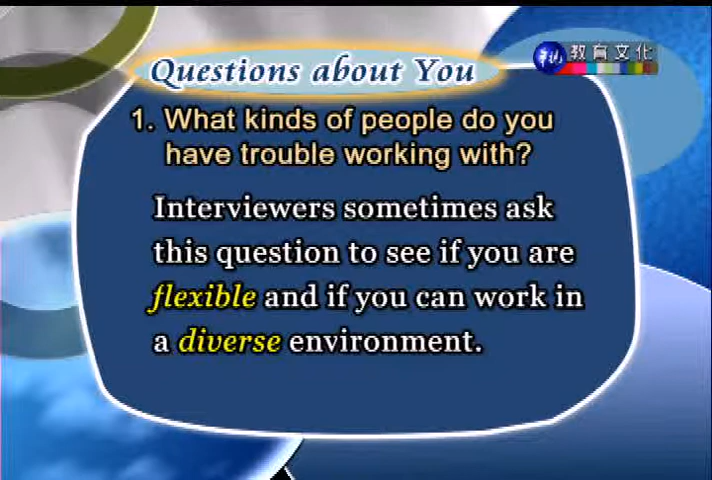 Questions about You
教育文化
1. What kinds of people do you
have trouble working with?
Interviewers sometimes ask
this question to see if you are
flexible and if you can work in
a diverse environment.